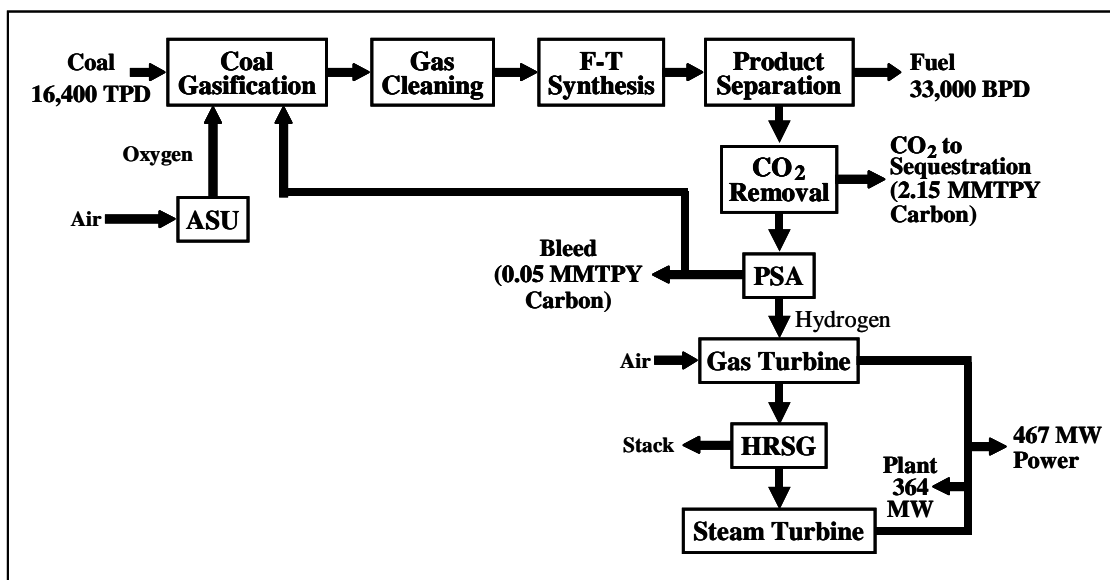 Coal
16,400 TPD
Coal
Gasification
Gas
Cleaning
F-T
Synthesis
Product
Separation
Fuel
33,000 BPD
Oxygen
Air
ASU
CO2
Removal
CO2 to
Sequestration
(2.15 MMTPY
Carbon)
Bleed
(0.05 MMTPY
Carbon)
PSA
Hydrogen
Air
Gas Turbine
Stack
HRSG
467 MW
Power
Plant
364
MW
Steam Turbine